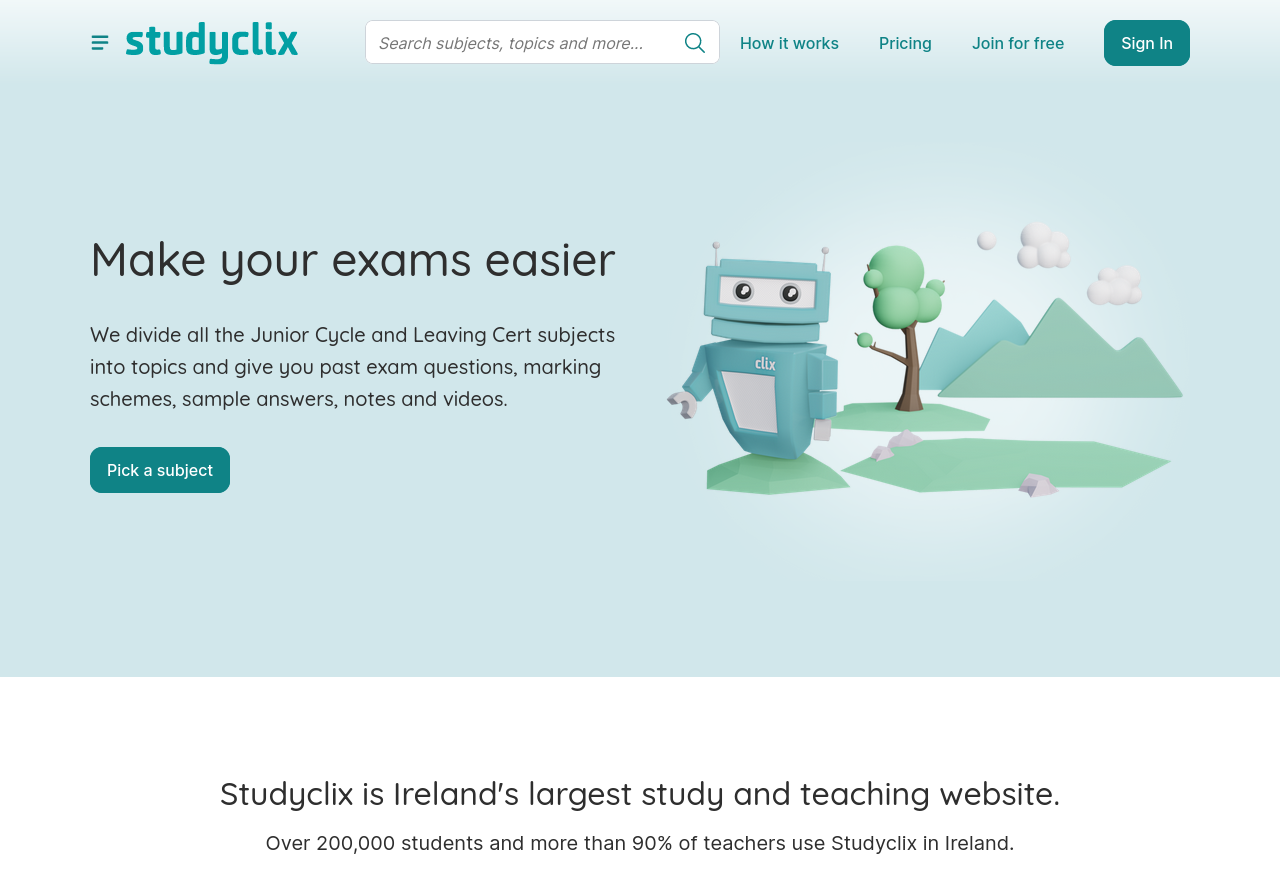 studyclix
Search subjects, topics and more...
How it works
Pricing
Join for free
Sign In
Make your exams easier
We divide all the Junior Cycle and Leaving Cert subjects
into topics and give you past exam questions, marking
schemes, sample answers, notes and videos.
Pick a subject
clix
Studyclix is Ireland's largest study and teaching website.
Over 200,000 students and more than 90% of teachers use Studyclix in Ireland.